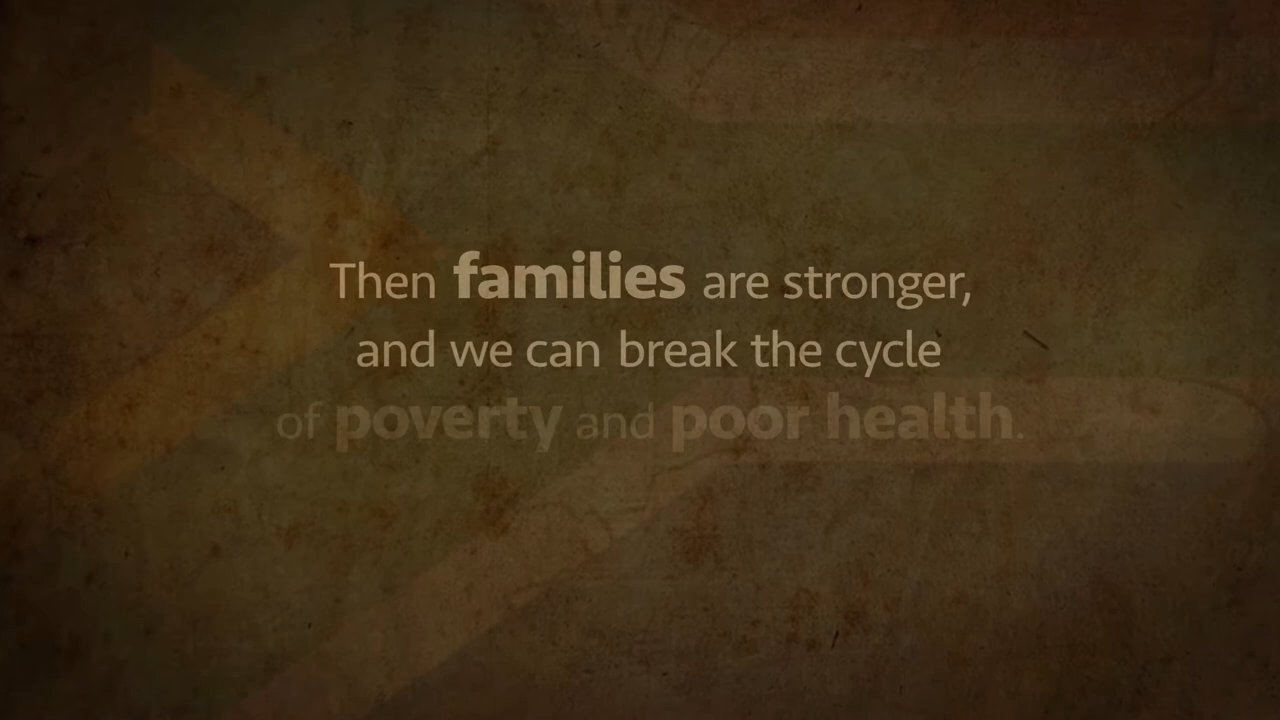 Then families are stronger,
and we can break the cycle
of poverty and poor health.